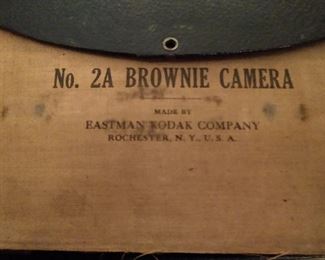 No. 2A BROWNIE CAMERA
MADE BY
EASTMAN KODAK COMPANY
ROCHESTER, N. Y., U. S. A.